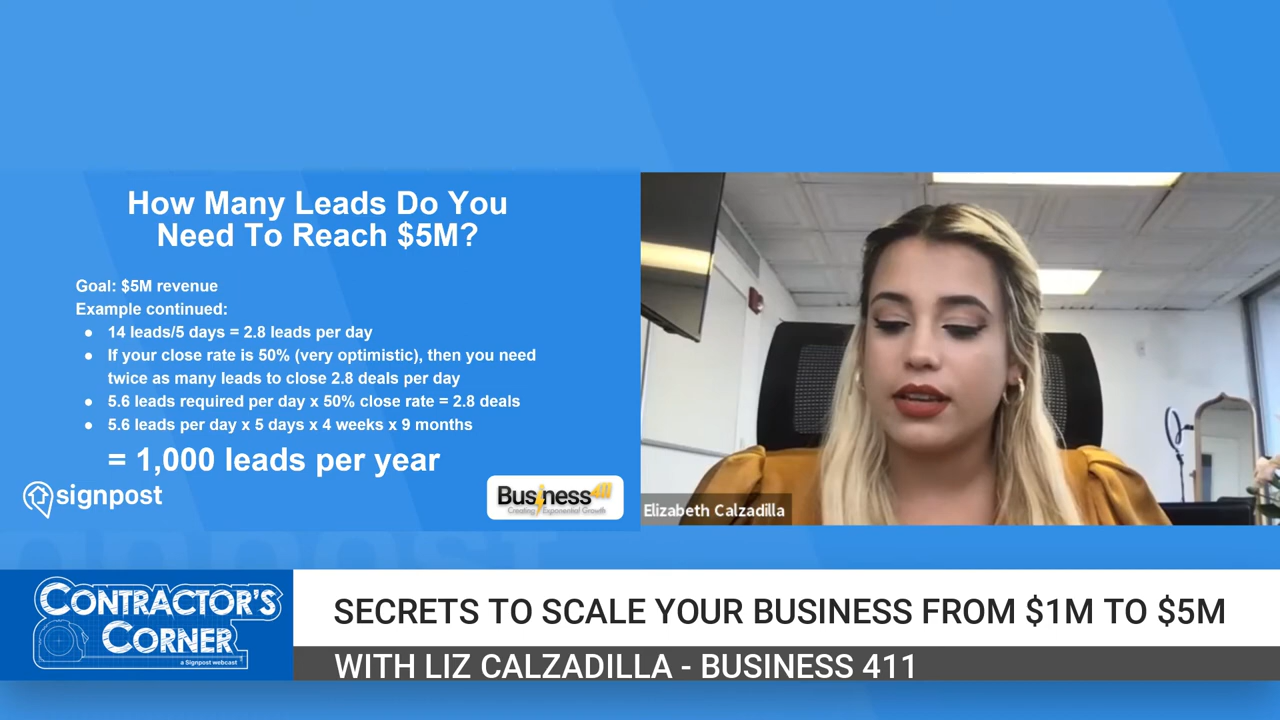 How Many Leads Do You
Need To Reach $5M?
Goal: $5M revenue
Example continued:
● 14 leads/5 days = 2.8 leads per day
● If your close rate is 50% (very optimistic), then you need
twice as many leads to close 2.8 deals per day
● 5.6 leads required per day x 50% close rate = 2.8 deals
● 5.6 leads per day x 5 days x 4 weeks x 9 months
= 1,000 leads per year
signpost
Business 411
Creating Exponential Growth
Elizabeth Calzadilla
CONTRACTOR'S
CORNER
a Signpost webcast
SECRETS TO SCALE YOUR BUSINESS FROM $1M TO $5M
WITH LIZ CALZADILLA - BUSINESS 411